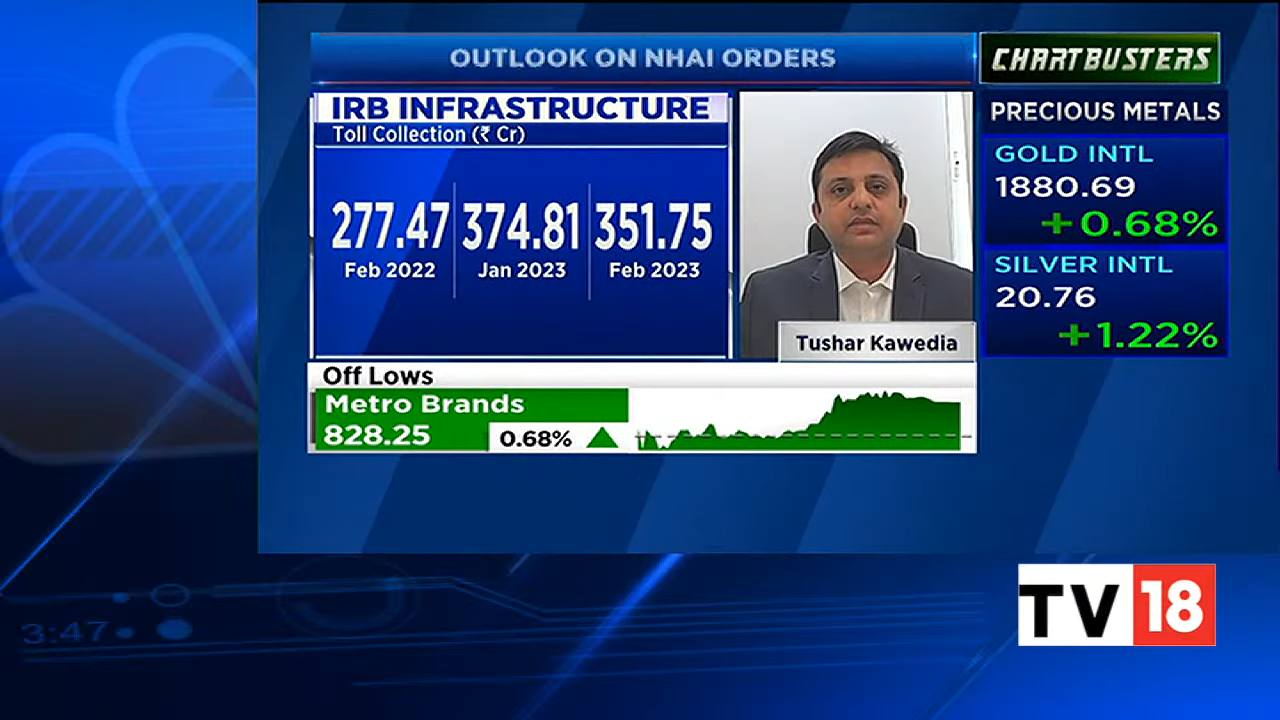 OUTLOOK ON NHAI ORDERS
CHARTBUSTERS
IRB INFRASTRUCTURE
Toll Collection (₹ Cr)
277.47 374.81 351.75
Feb 2022 Jan 2023 Feb 2023
Tushar Kawedia
PRECIOUS METALS
GOLD INTL
1880.69
+0.68%
SILVER INTL
20.76
+1.22%
Off Lows
Metro Brands
828.25 0.68%
3:47
TV18